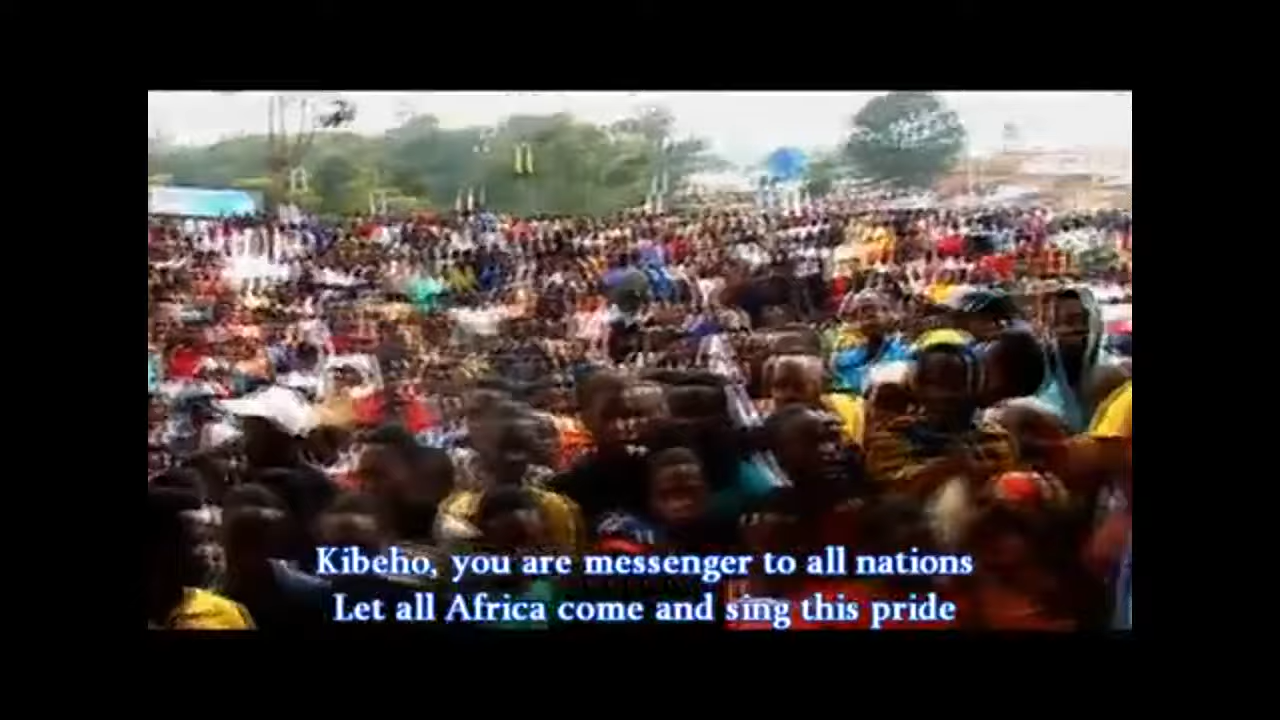 Kibeho, you are messenger to all nations
Let all Africa come and sing this pride